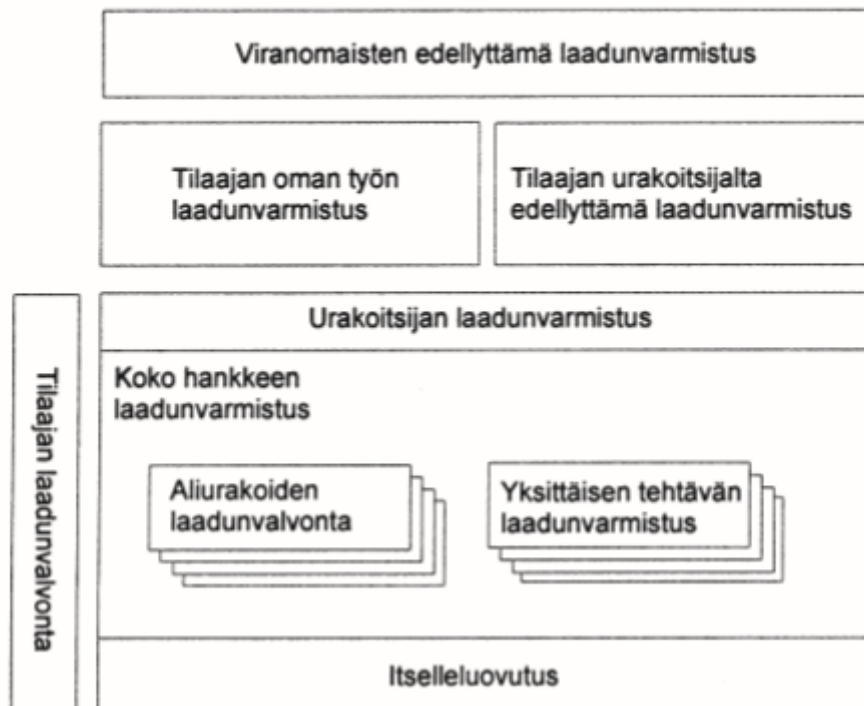 Viranomaisten edellyttämä laadunvarmistus
Tilaajan oman työn
laadunvarmistus
Tilaajan urakoitsijalta
edellyttämä laadunvarmistus
Tilaajan laadunvalvonta
Urakoitsijan laadunvarmistus
Koko hankkeen
laadunvarmistus
Aliurakoiden
laadunvalvonta
Yksittäisen tehtävän
laadunvarmistus
Itselleluovutus